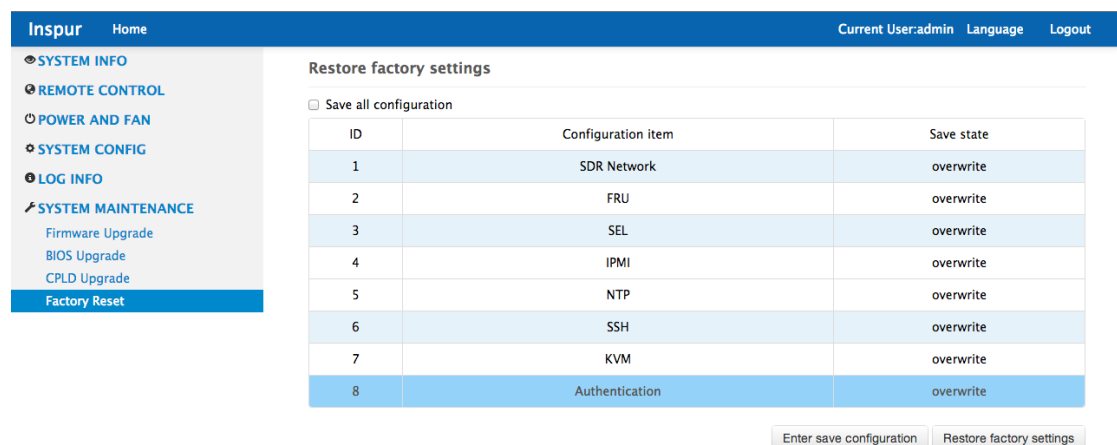 Inspur Home Current User:admin Language Logout
SYSTEM INFO
REMOTE CONTROL
POWER AND FAN
SYSTEM CONFIG
LOG INFO
SYSTEM MAINTENANCE
Firmware Upgrade
BIOS Upgrade
CPLD Upgrade
Factory Reset
Restore factory settings
Save all configuration
ID Configuration item Save state
1 SDR Network overwrite
2 FRU overwrite
3 SEL overwrite
4 IPMI overwrite
5 NTP overwrite
6 SSH overwrite
7 KVM overwrite
8 Authentication overwrite
Enter save configuration Restore factory settings